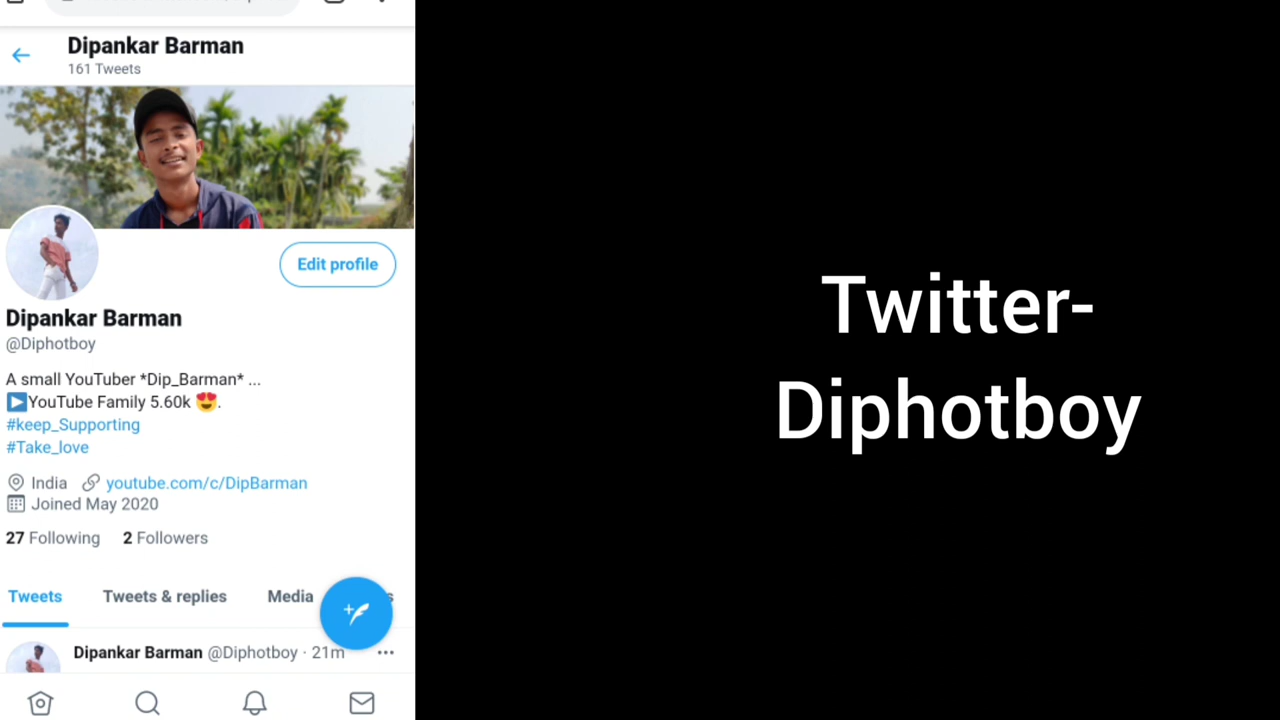 Dipankar Barman
161 Tweets
Edit profile
Dipankar Barman
@Diphotboy
A small YouTuber *Dip_Barman* ...
▶️YouTube Family 5.60k 😍.
#keep_Supporting
#Take_love
India youtube.com/c/DipBarman
Joined May 2020
27 Following 2 Followers
Tweets Tweets & replies Media
Dipankar Barman @Diphotboy · 21m ...
Twitter-
Diphotboy